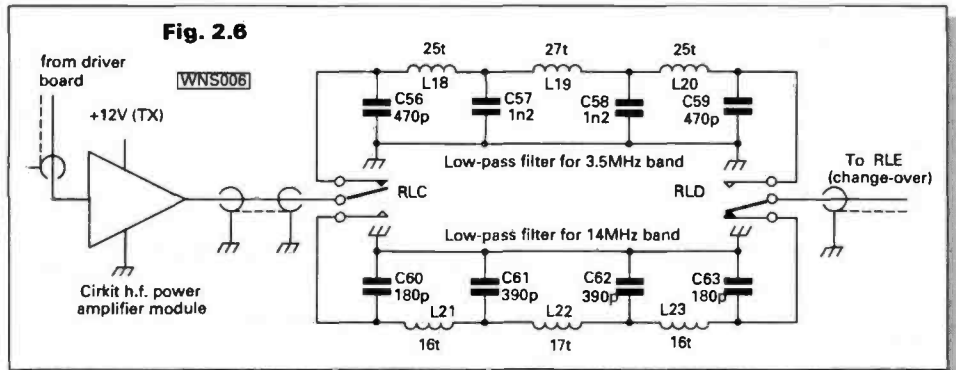 Fig. 2.6
from driver
board
WNS006
+12V (TX)
Cirkit h.f. power
amplifier module
25t
27t
25t
L18
L19
L20
C56
470p
C57
1n2
C58
1n2
C59
470p
Low-pass filter for 3.5MHz band
RLC
RLD
To RLE
(change-over)
Low-pass filter for 14MHz band
C60
180p
C61
390p
C62
390p
C63
180p
L21
L22
L23
16t
17t
16t